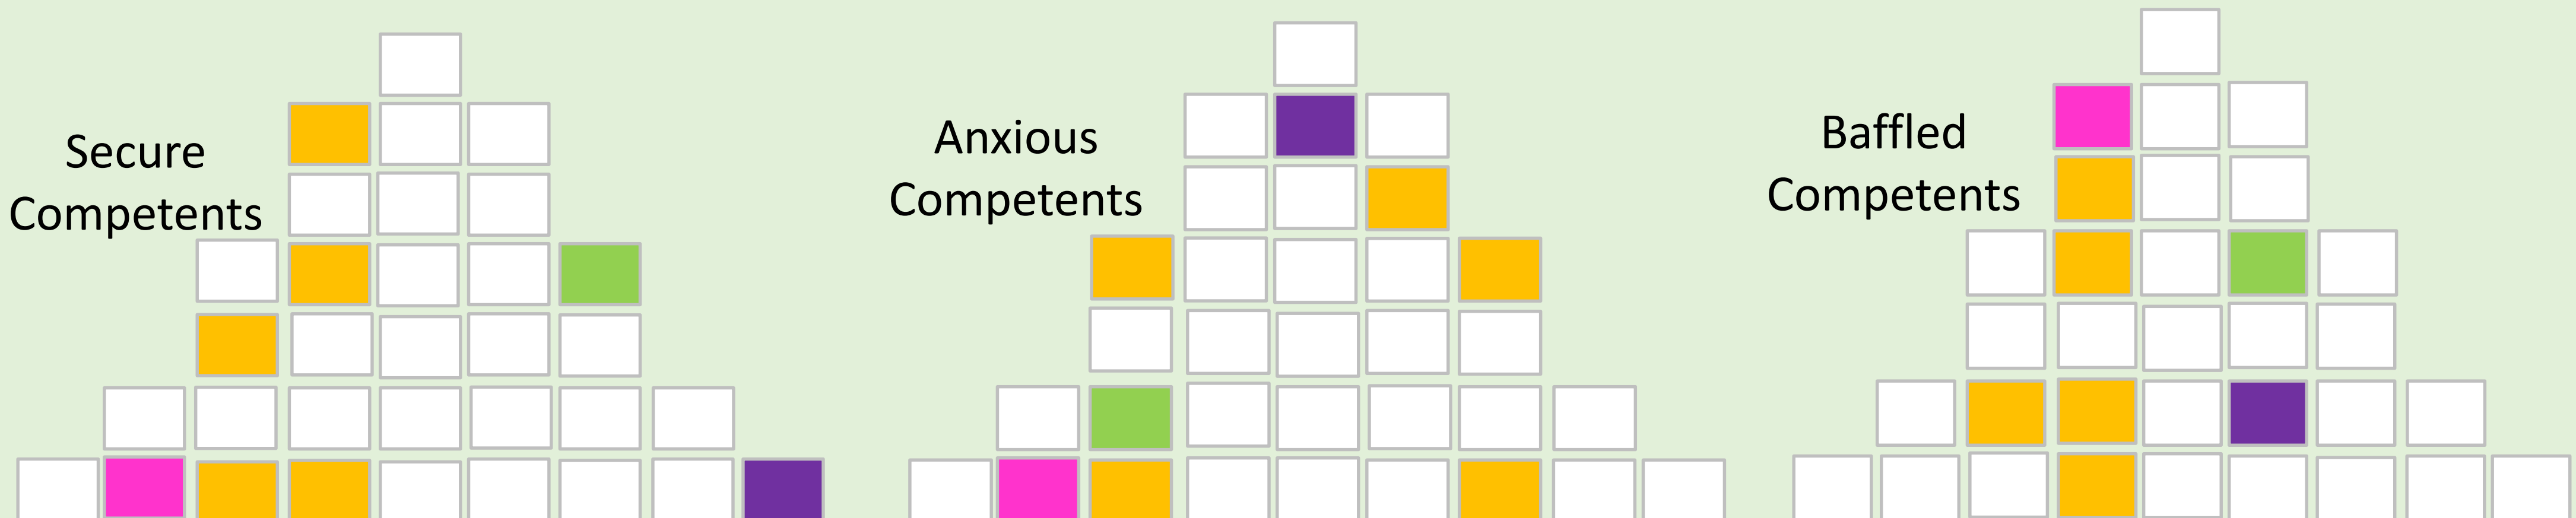 Secure
Competents
Anxious
Competents
Baffled
Competents